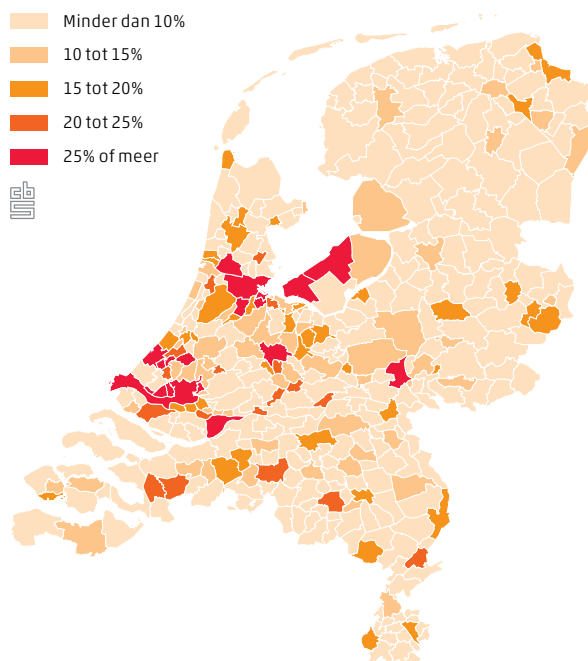 Minder dan 10%
10 tot 15%
15 tot 20%
20 tot 25%
25% of meer